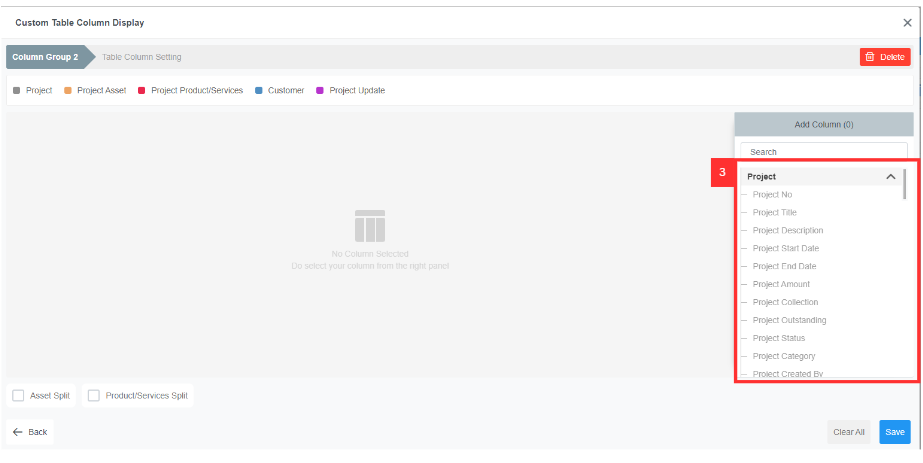 Custom Table Column Display
Column Group 2
Table Column Setting
Delete
Project
Project Asset
Project Product/Services
Customer
Project Update
Add Column (0)
Search
3
Project
Project No
Project Title
Project Description
Project Start Date
Project End Date
Project Amount
Project Collection
Project Outstanding
Project Status
Project Category
Project Created By
No Column Selected
Do select your column from the right panel
Asset Split
Product/Services Split
Back
Clear All
Save